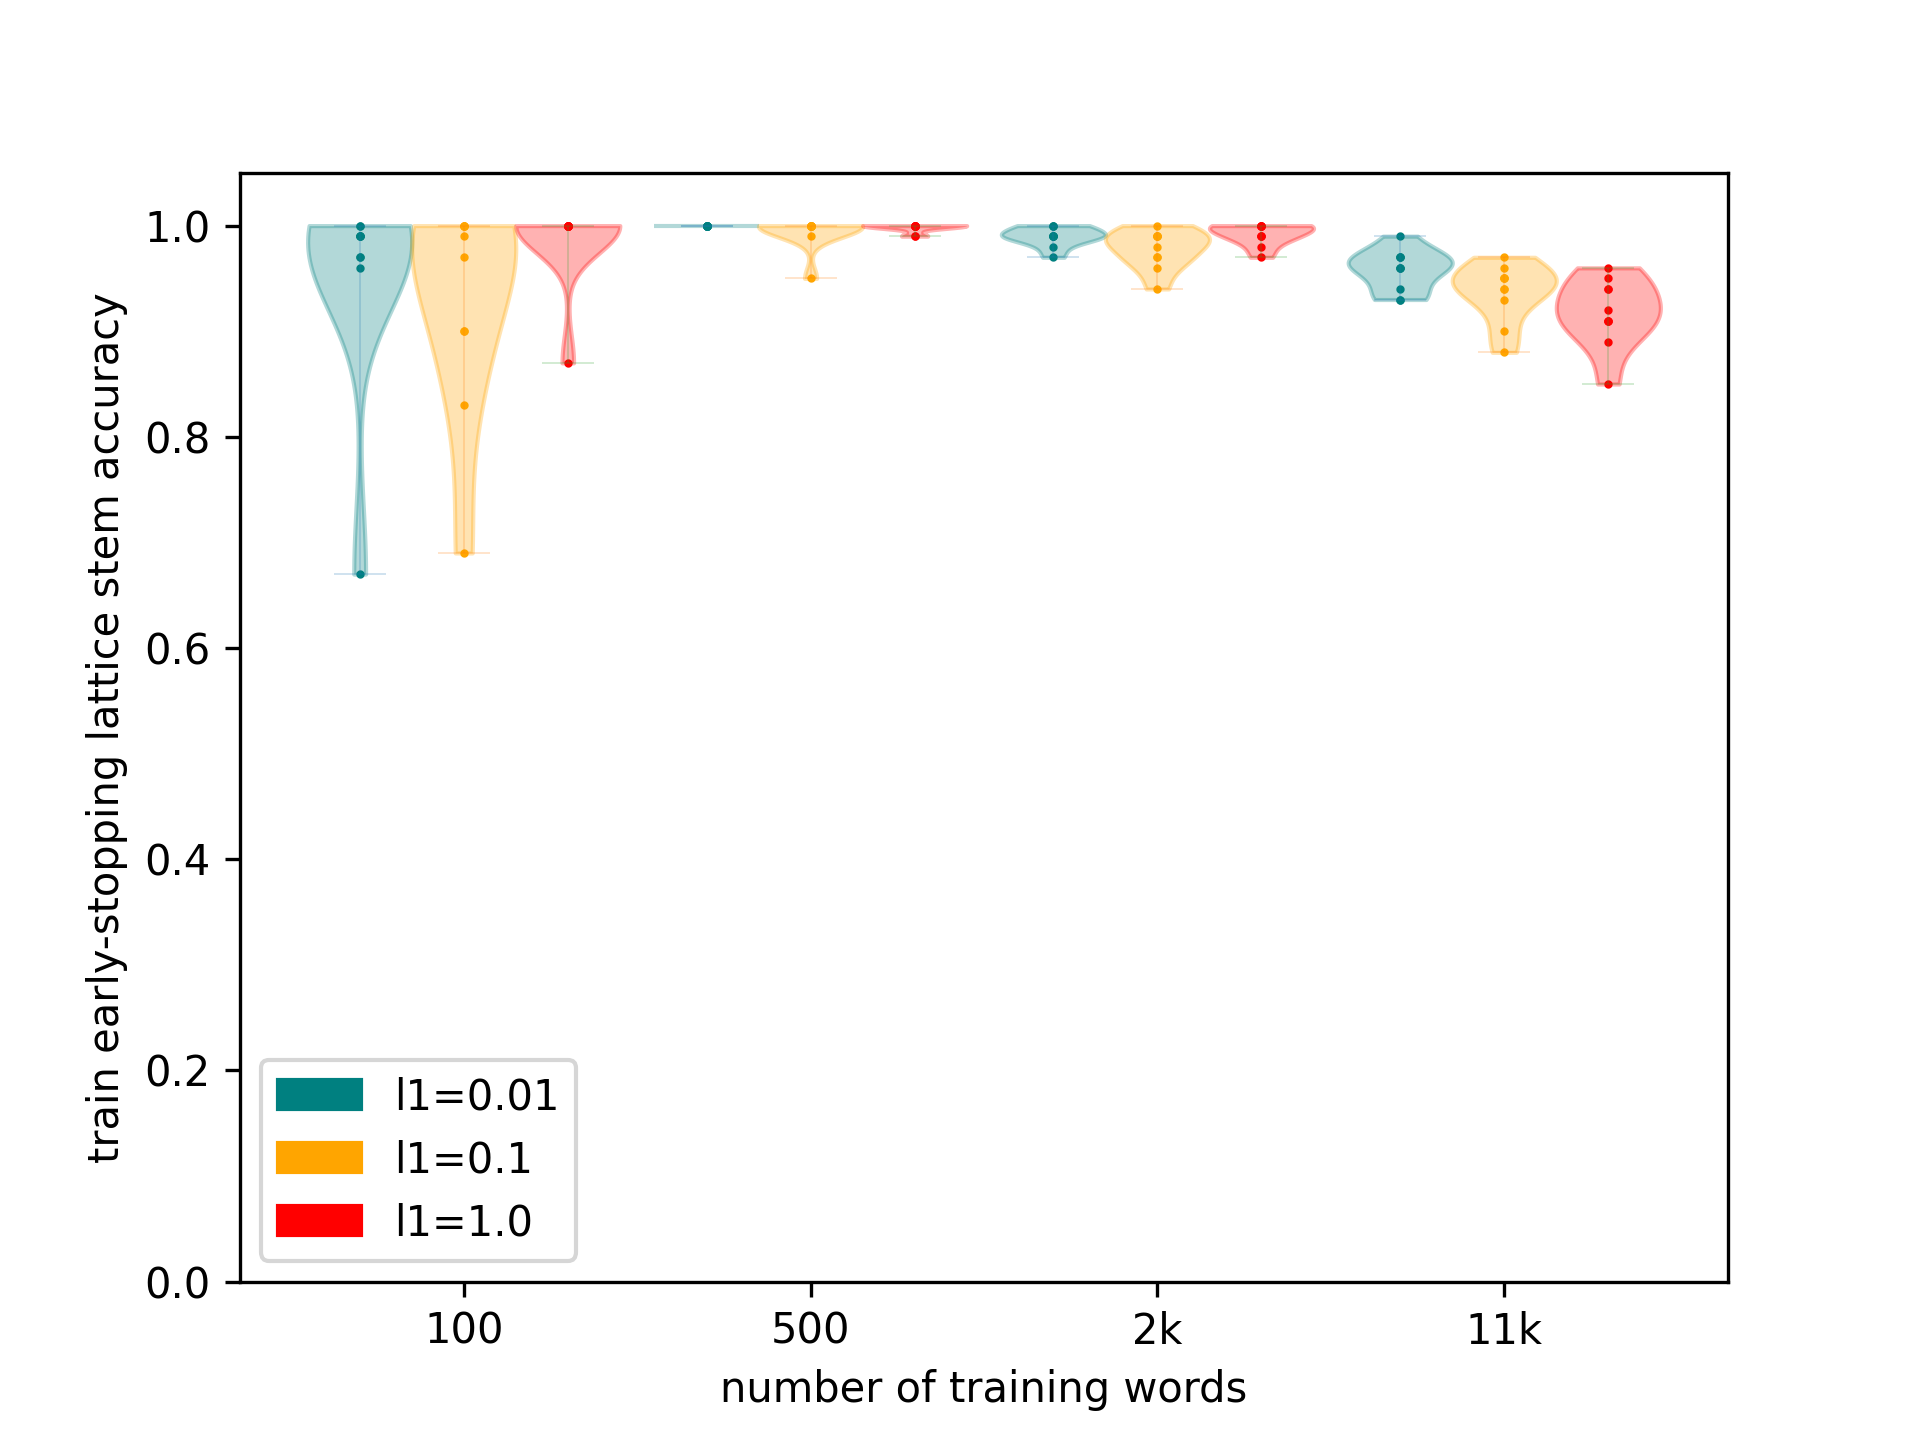 train early-stopping lattice stem accuracy
1.0
0.8
0.6
0.4
0.2
0.0
l1=0.01
l1=0.1
l1=1.0
100 500 2k 11k
number of training words